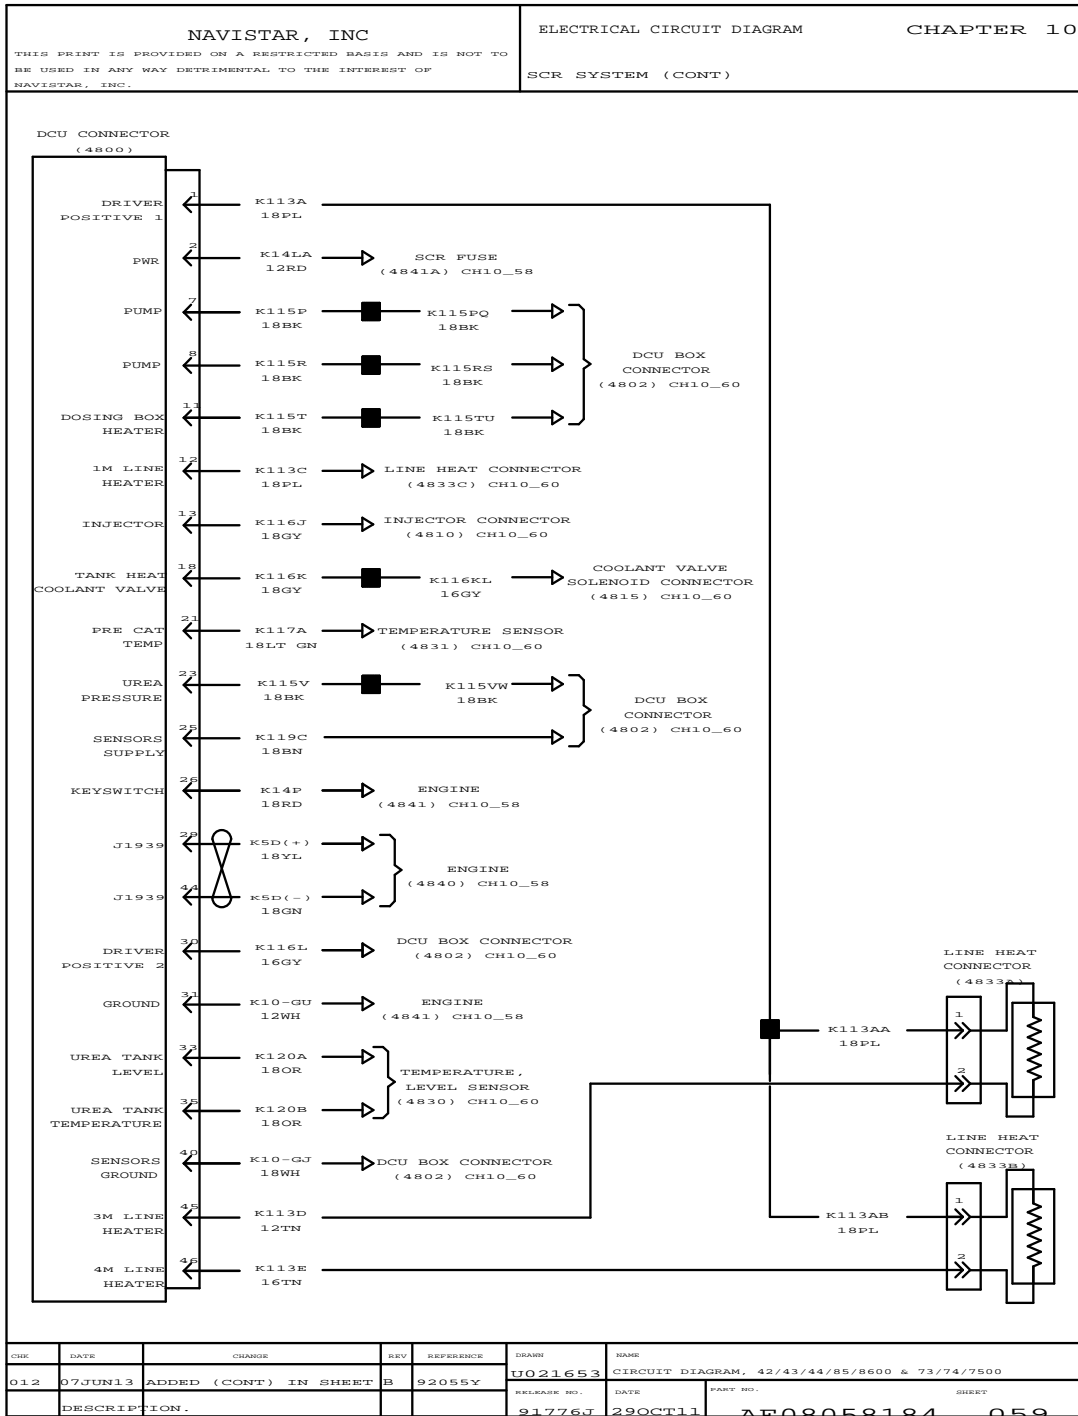 NAVISTAR, INC
THIS PRINT IS PROVIDED ON A RESTRICTED BASIS AND IS NOT TO
BE USED IN ANY WAY DETRIMENTAL TO THE INTEREST OF
NAVISTAR, INC.
ELECTRICAL CIRCUIT DIAGRAM
CHAPTER 10
SCR SYSTEM (CONT)
DCU CONNECTOR
(4800)
DRIVER
POSITIVE 1
1
K113A
18PL
PWR
2
K14LA
12RD
SCR FUSE
(4841A) CH10_58
PUMP
7
K115P
18BK
K115PQ
18BK
PUMP
8
K115R
18BK
K115RS
18BK
DCU BOX
CONNECTOR
(4802) CH10_60
DOSING BOX
HEATER
11
K115T
18BK
K115TU
18BK
1M LINE
HEATER
12
K113C
18PL
LINE HEAT CONNECTOR
(4833C) CH10_60
INJECTOR
13
K116J
18GY
INJECTOR CONNECTOR
(4810) CH10_60
TANK HEAT
COOLANT VALVE
18
K116K
18GY
K116KL
16GY
COOLANT VALVE
SOLENOID CONNECTOR
(4815) CH10_60
PRE CAT
TEMP
21
K117A
18LT GN
TEMPERATURE SENSOR
(4831) CH10_60
UREA
PRESSURE
23
K115V
18BK
K115VW
18BK
DCU BOX
CONNECTOR
(4802) CH10_60
SENSORS
SUPPLY
25
K119C
18BN
KEYSWITCH
26
K14P
18RD
ENGINE
(4841) CH10_58
J1939
29
K5D(+)
18YL
ENGINE
(4840) CH10_58
J1939
44
K5D(-)
18GN
DRIVER
POSITIVE 2
30
K116L
16GY
DCU BOX CONNECTOR
(4802) CH10_60
GROUND
31
K10-GU
12WH
ENGINE
(4841) CH10_58
UREA TANK
LEVEL
33
K120A
18OR
TEMPERATURE,
LEVEL SENSOR
(4830) CH10_60
UREA TANK
TEMPERATURE
35
K120B
18OR
SENSORS
GROUND
40
K10-GJ
18WH
DCU BOX CONNECTOR
(4802) CH10_60
3M LINE
HEATER
45
K113D
12TN
4M LINE
HEATER
46
K113E
16TN
LINE HEAT
CONNECTOR
(4833A)
K113AA
18PL
1
2
LINE HEAT
CONNECTOR
(4833B)
K113AB
18PL
1
2
CHK DATE CHANGE REV REFERENCE
012 07JUN13 ADDED (CONT) IN SHEET B 92055Y
DESCRIPTION.
DRAWN
U021653
NAME
CIRCUIT DIAGRAM, 42/43/44/85/8600 & 73/74/7500
RELEASE NO.
91776J
DATE
29OCT11
PART NO.
AF08058184
SHEET
059